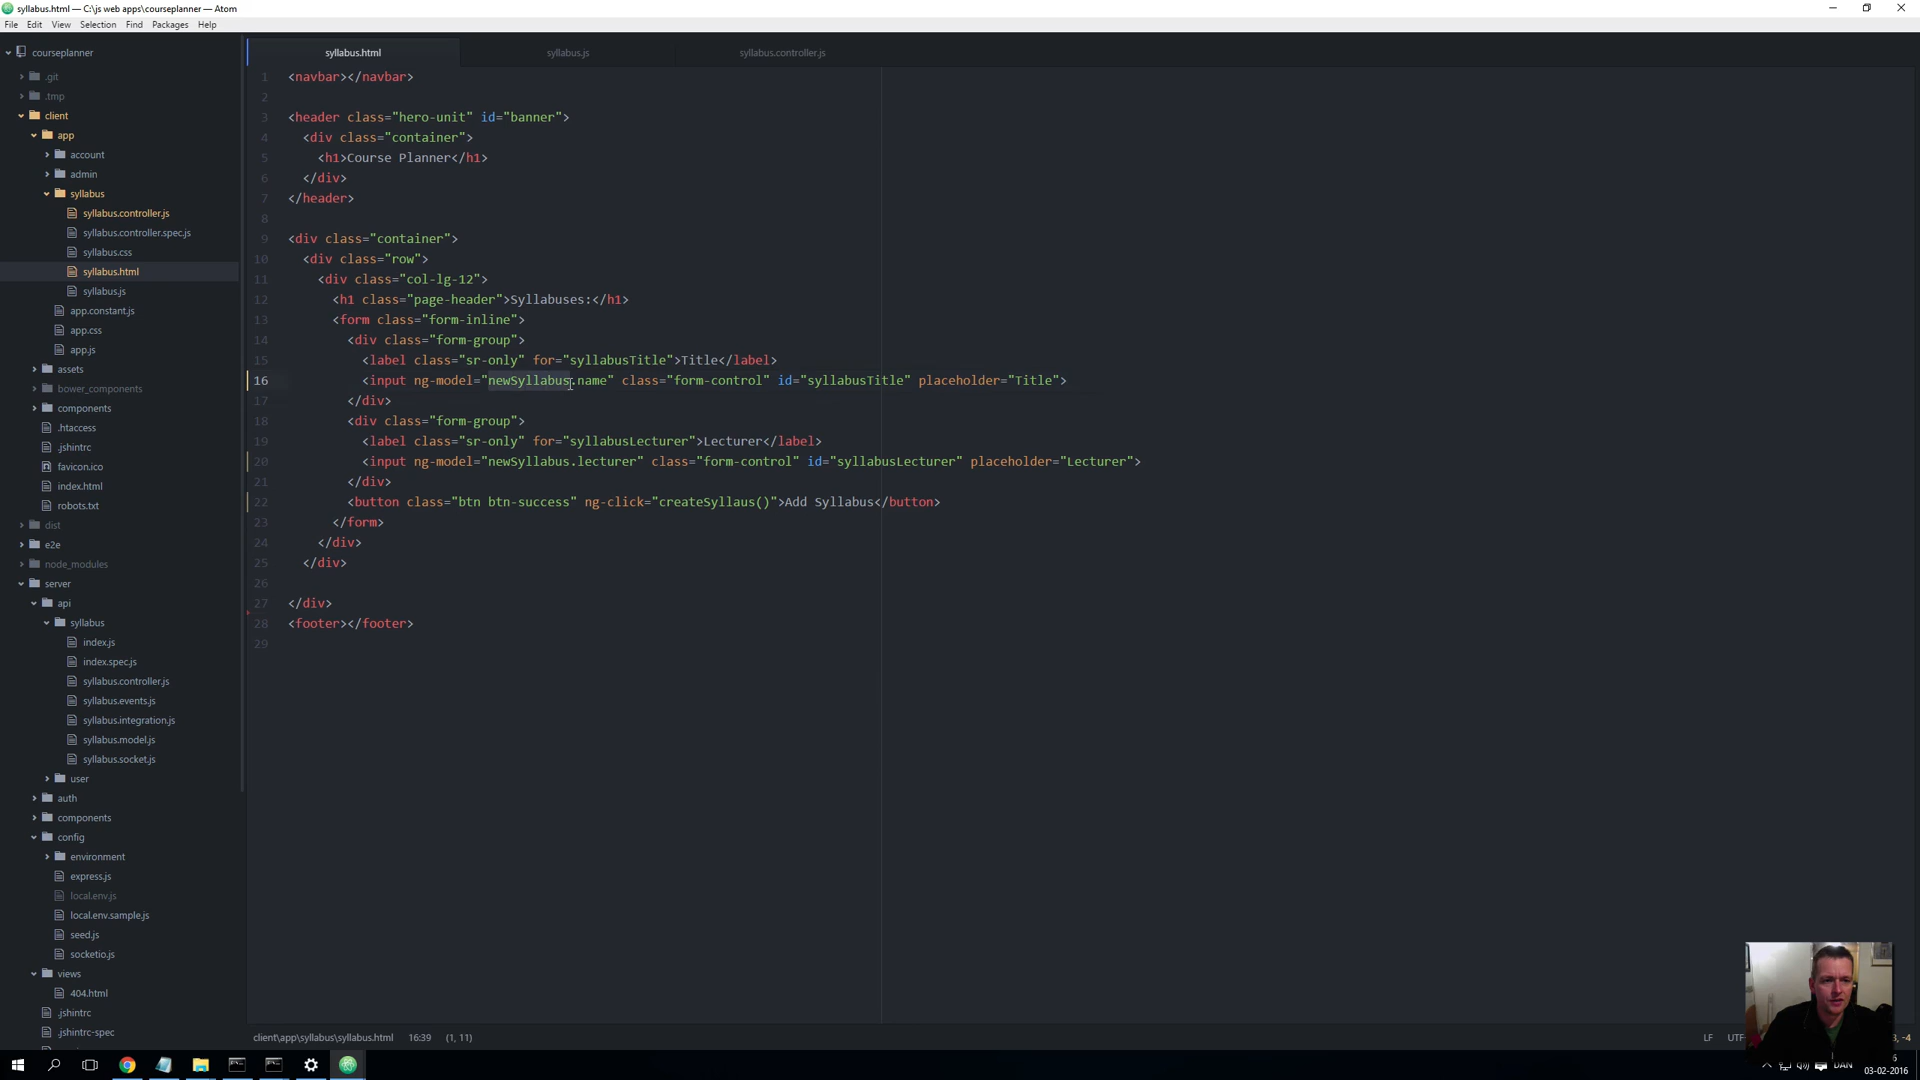 syllabus.html — C:\js web apps\courseplanner — Atom
File Edit View Selection Find Packages Help
courseplanner
.git
.tmp
client
app
account
admin
syllabus
syllabus.controller.js
syllabus.controller.spec.js
syllabus.css
syllabus.html
syllabus.js
app.constant.js
app.css
app.js
assets
bower_components
components
.htaccess
.jshintrc
favicon.ico
index.html
robots.txt
dist
e2e
node_modules
server
api
syllabus
index.js
index.spec.js
syllabus.controller.js
syllabus.events.js
syllabus.integration.js
syllabus.model.js
syllabus.socket.js
user
auth
components
config
environment
express.js
local.env.js
local.env.sample.js
seed.js
socketio.js
views
404.html
.jshintrc
.jshintrc-spec
syllabus.html syllabus.js syllabus.controller.js
1 <navbar></navbar>
2
3 <header class="hero-unit" id="banner">
4 <div class="container">
5 <h1>Course Planner</h1>
6 </div>
7 </header>
8
9 <div class="container">
10 <div class="row">
11 <div class="col-lg-12">
12 <h1 class="page-header">Syllabuses:</h1>
13 <form class="form-inline">
14 <div class="form-group">
15 <label class="sr-only" for="syllabusTitle">Title</label>
16 <input ng-model="newSyllabus.name" class="form-control" id="syllabusTitle" placeholder="Title">
17 </div>
18 <div class="form-group">
19 <label class="sr-only" for="syllabusLecturer">Lecturer</label>
20 <input ng-model="newSyllabus.lecturer" class="form-control" id="syllabusLecturer" placeholder="Lecturer">
21 </div>
22 <button class="btn btn-success" ng-click="createSyllaus()">Add Syllabus</button>
23 </form>
24 </div>
25 </div>
26
27 </div>
28 <footer></footer>
29
client\app\syllabus\syllabus.html 16:39 (1, 11)
LF UTF , -4
DAN
03-02-2016